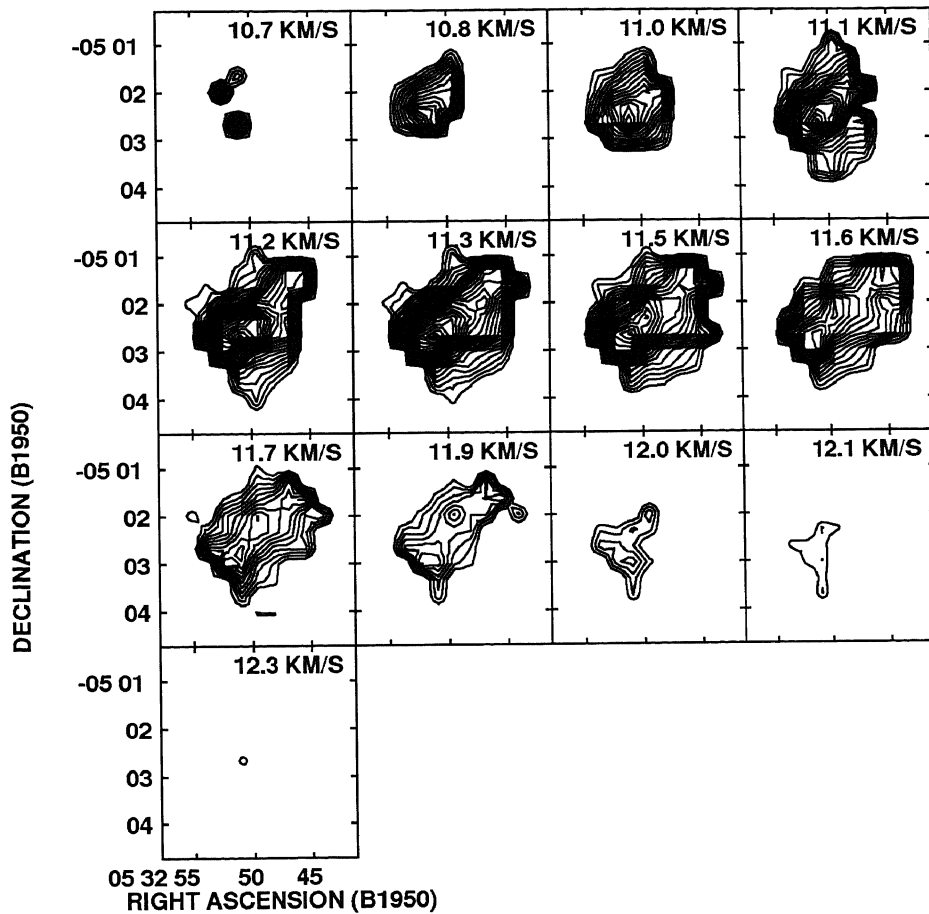 10.7 KM/S 10.8 KM/S 11.0 KM/S 11.1 KM/S
-05 01
02
03
04
11.2 KM/S 11.3 KM/S 11.5 KM/S 11.6 KM/S
-05 01
02
03
04
11.7 KM/S 11.9 KM/S 12.0 KM/S 12.1 KM/S
-05 01
02
03
04
12.3 KM/S
-05 01
02
03
04
DECLINATION (B1950)
05 32 55 50 45
RIGHT ASCENSION (B1950)